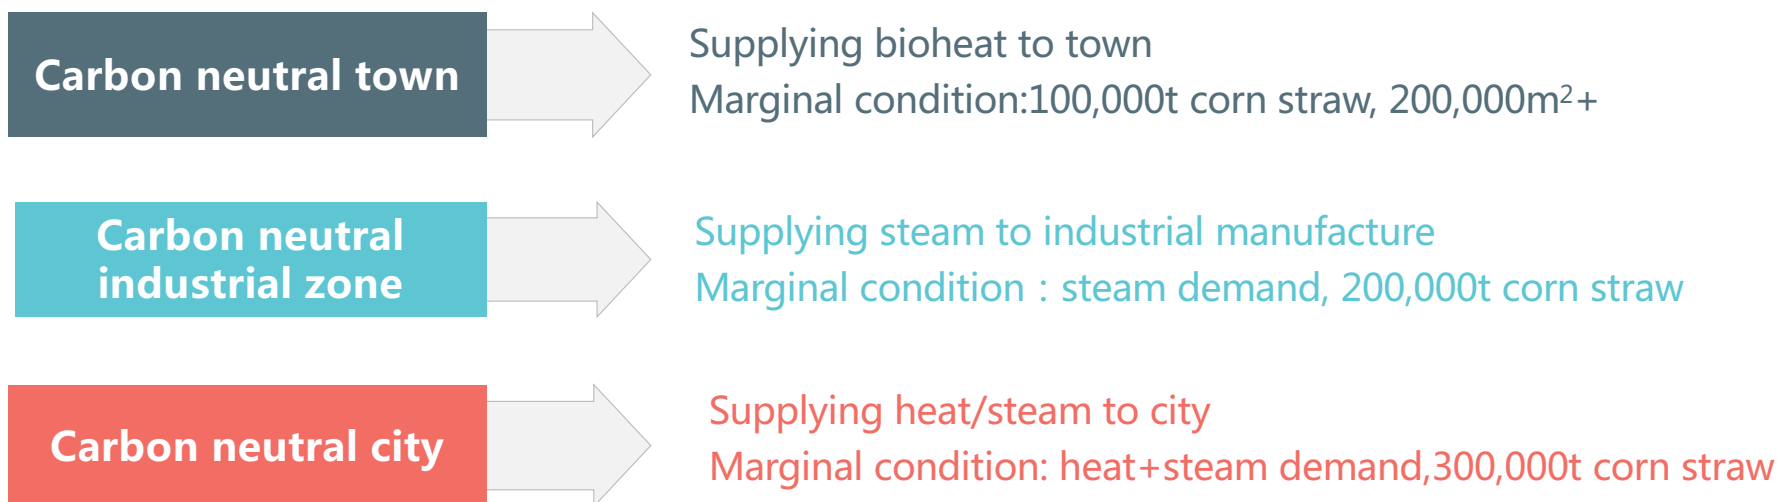 Carbon neutral town
Supplying bioheat to town
Marginal condition:100,000t corn straw, 200,000m²+
Carbon neutral
industrial zone
Supplying steam to industrial manufacture
Marginal condition：steam demand, 200,000t corn straw
Carbon neutral city
Supplying heat/steam to city
Marginal condition: heat+steam demand,300,000t corn straw